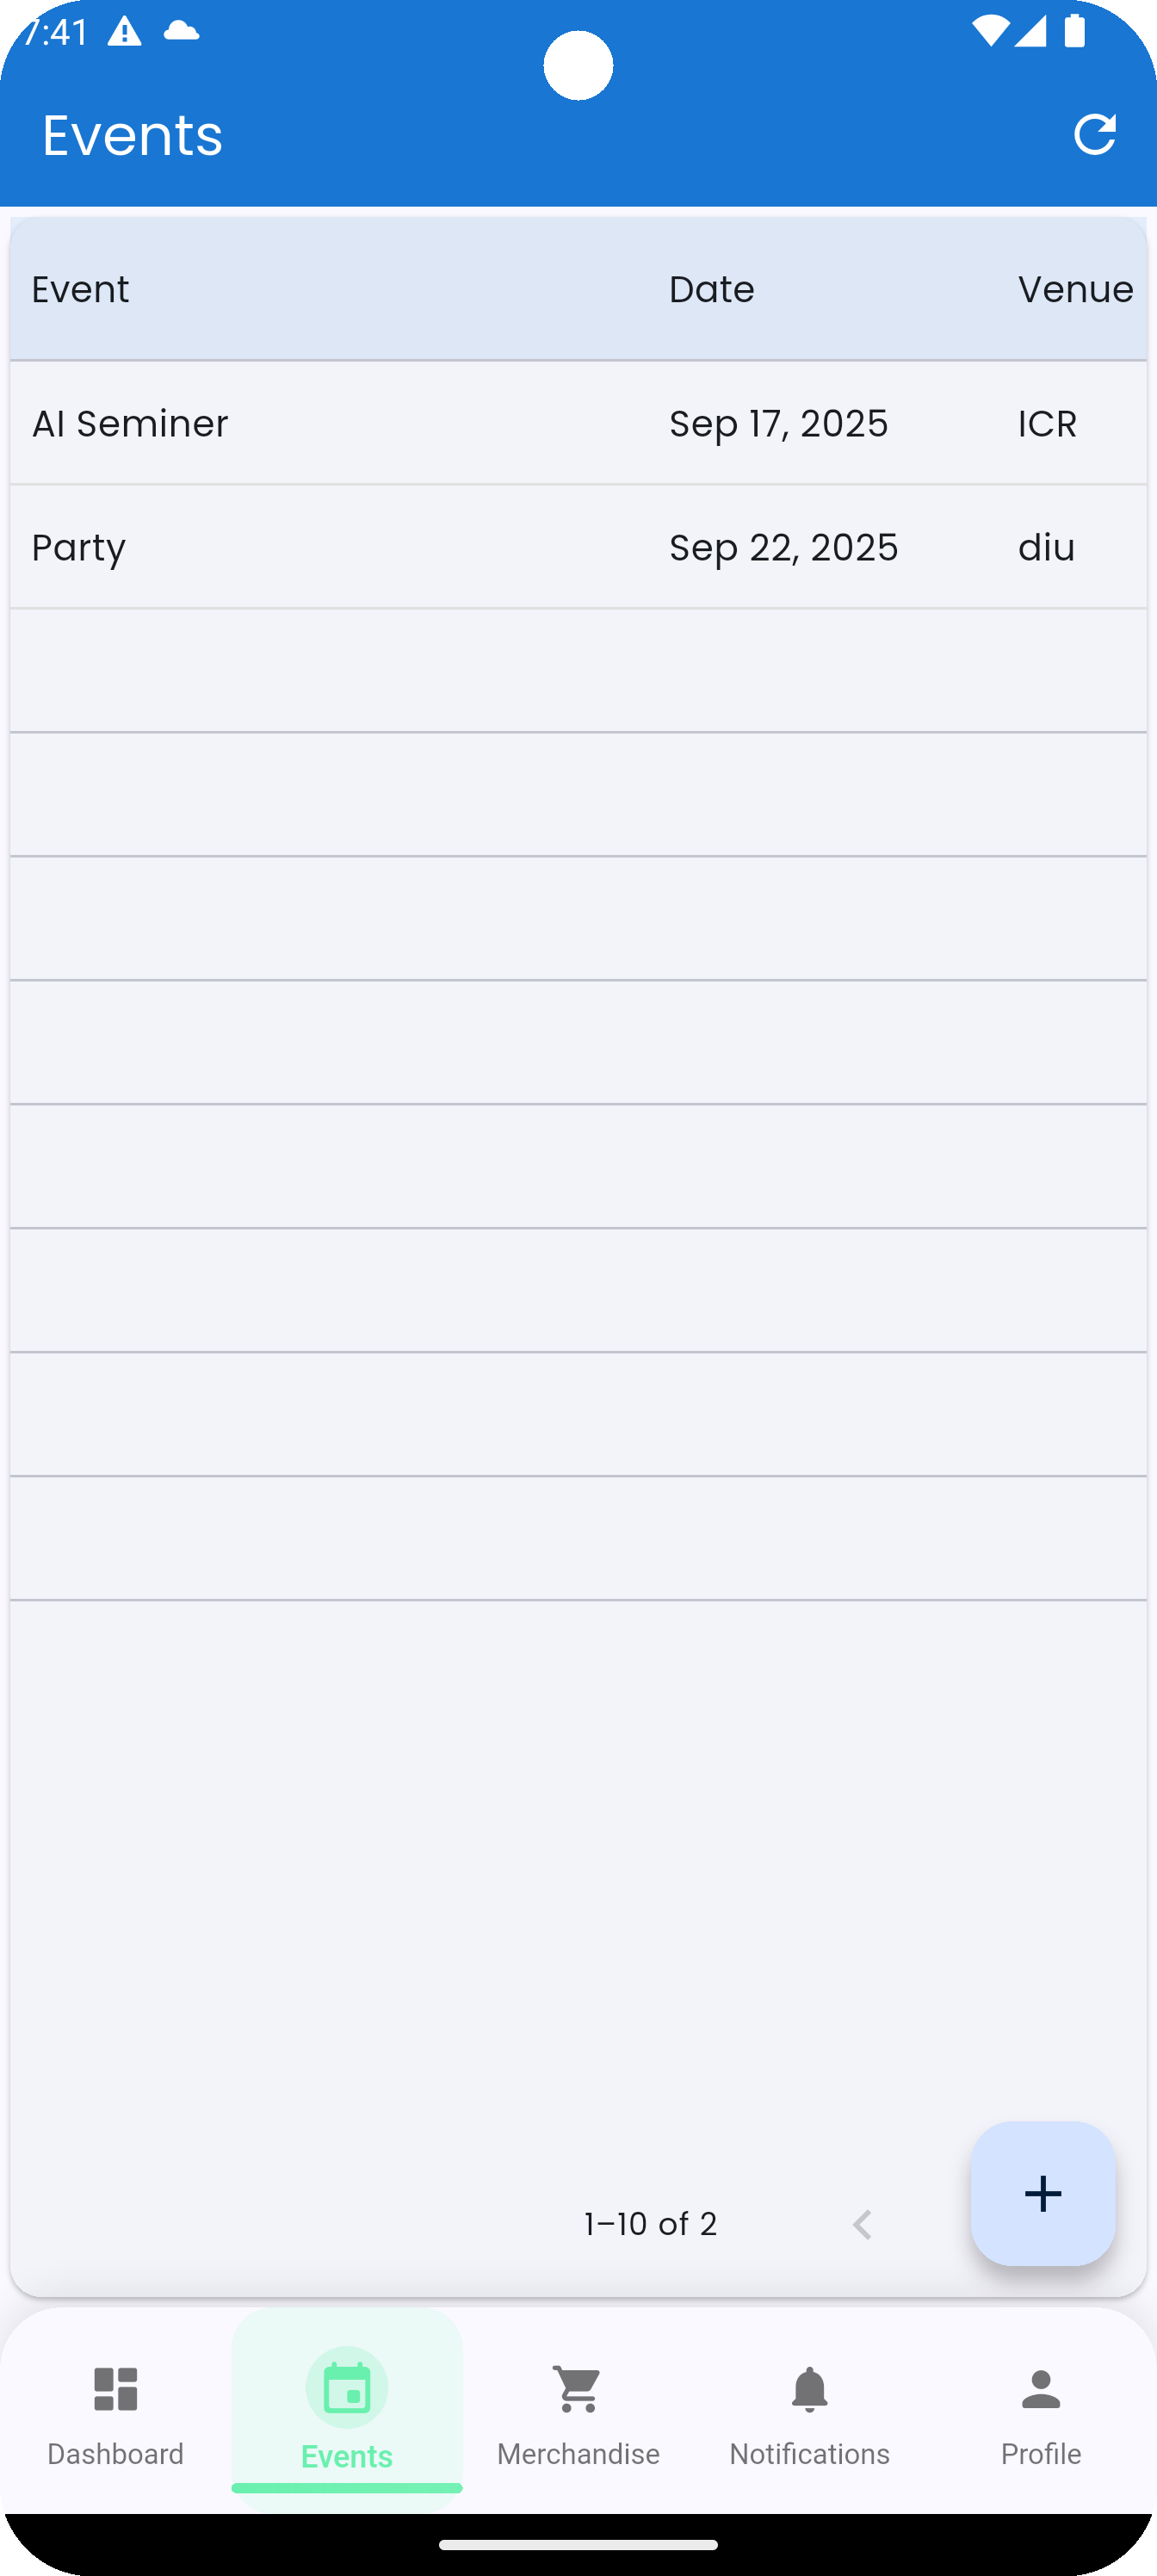 7:41
Events
Event Date Venue
AI Seminer Sep 17, 2025 ICR
Party Sep 22, 2025 diu
1–10 of 2
Dashboard Events Merchandise Notifications Profile